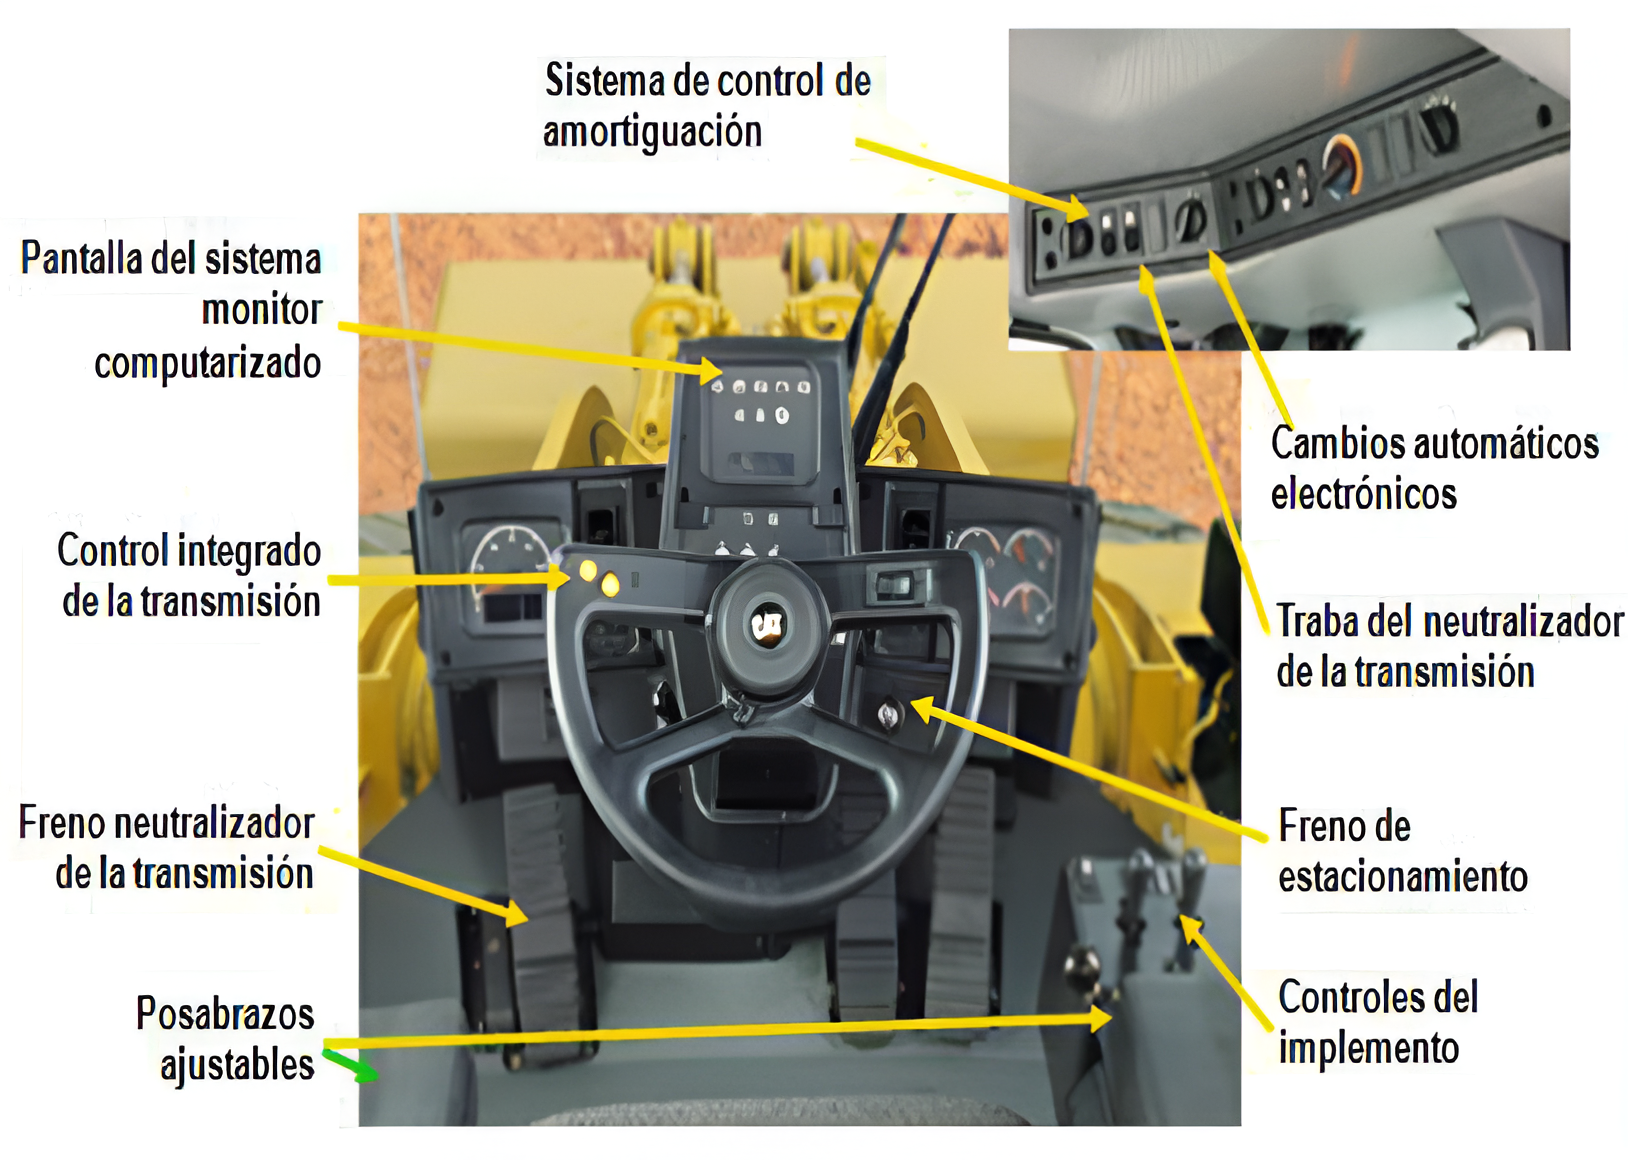 Sistema de control de
amortiguación
Pantalla del sistema
monitor
computarizado
Cambios automáticos
electrónicos
Control integrado
de la transmisión
Traba del neutralizador
de la transmisión
Freno neutralizador
de la transmisión
Freno de
estacionamiento
Posabrazos
ajustables
Controles del
implemento